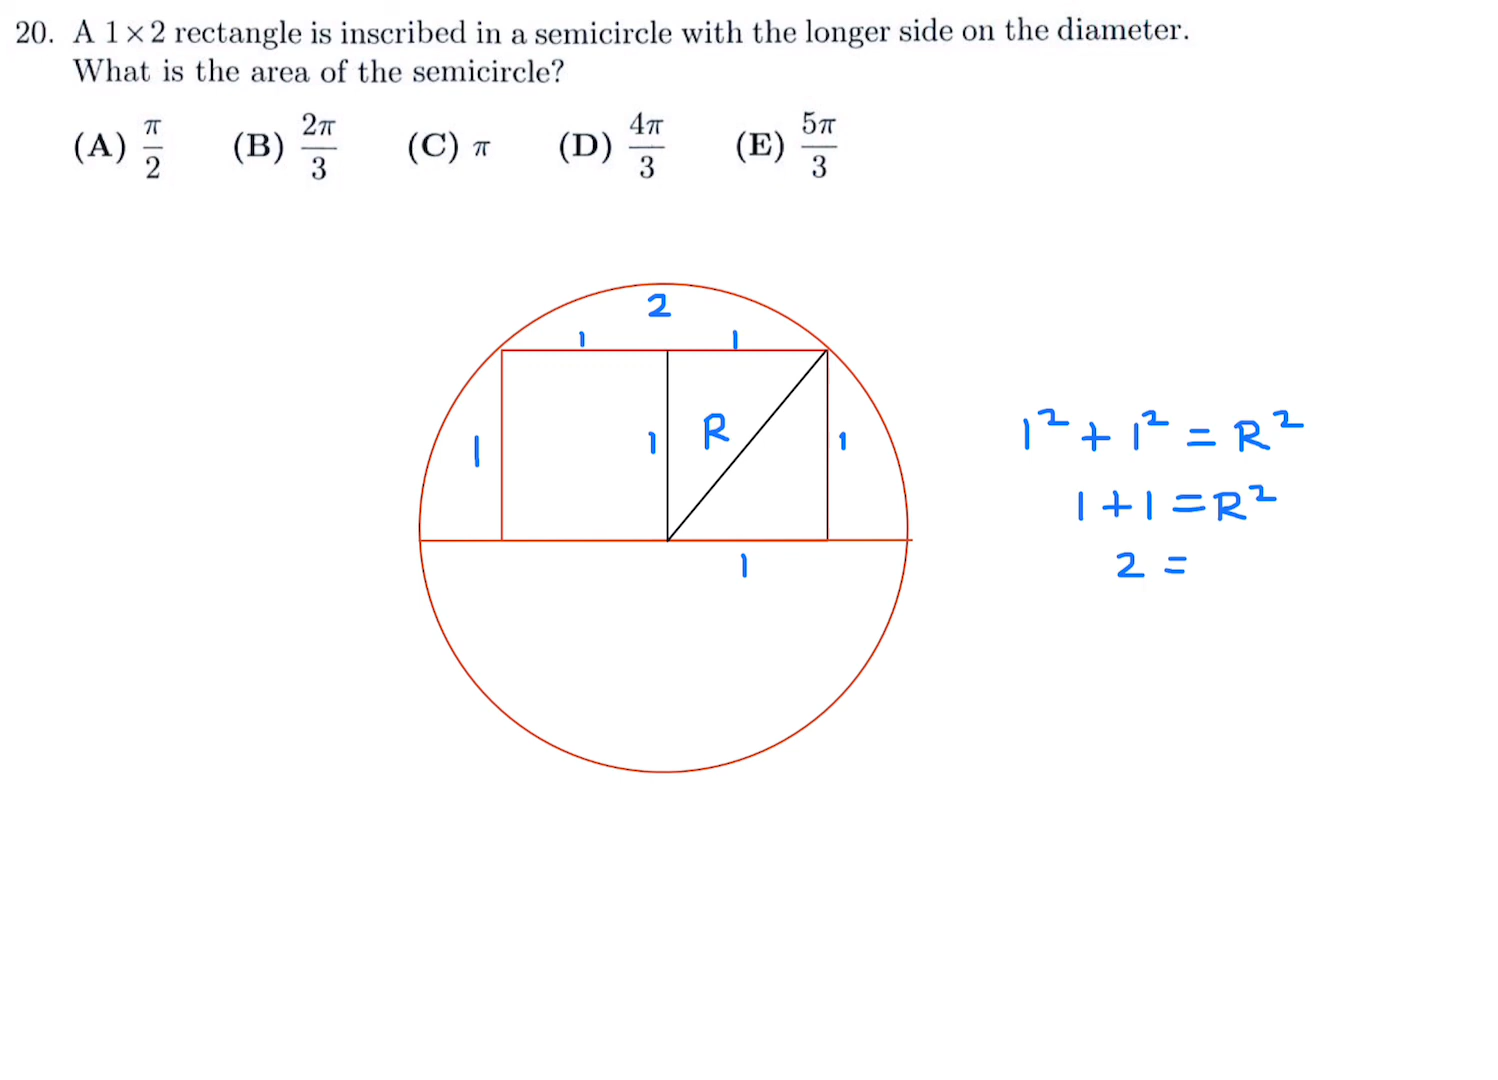 20. A 1×2 rectangle is inscribed in a semicircle with the longer side on the diameter.
What is the area of the semicircle?
(A) π/2 (B) 2π/3 (C) π (D) 4π/3 (E) 5π/3
2
1 1
1 1 R 1
1
1² + 1² = R²
1 + 1 = R²
2 =